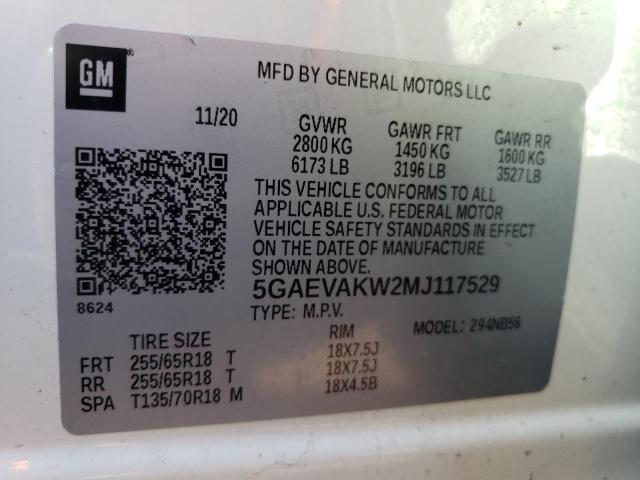 GM
MFD BY GENERAL MOTORS LLC
11/20
GVWR GAWR FRT GAWR RR
2800 KG 1450 KG 1600 KG
6173 LB 3196 LB 3527 LB
THIS VEHICLE CONFORMS TO ALL
APPLICABLE U.S. FEDERAL MOTOR
VEHICLE SAFETY STANDARDS IN EFFECT
ON THE DATE OF MANUFACTURE
SHOWN ABOVE.
8624
5GAEVAKW2MJ117529
TYPE: M.P.V. MODEL: 294NB56
TIRE SIZE RIM
FRT 255/65R18 T 18X7.5J
RR 255/65R18 T 18X7.5J
SPA T135/70R18 M 18X4.5B